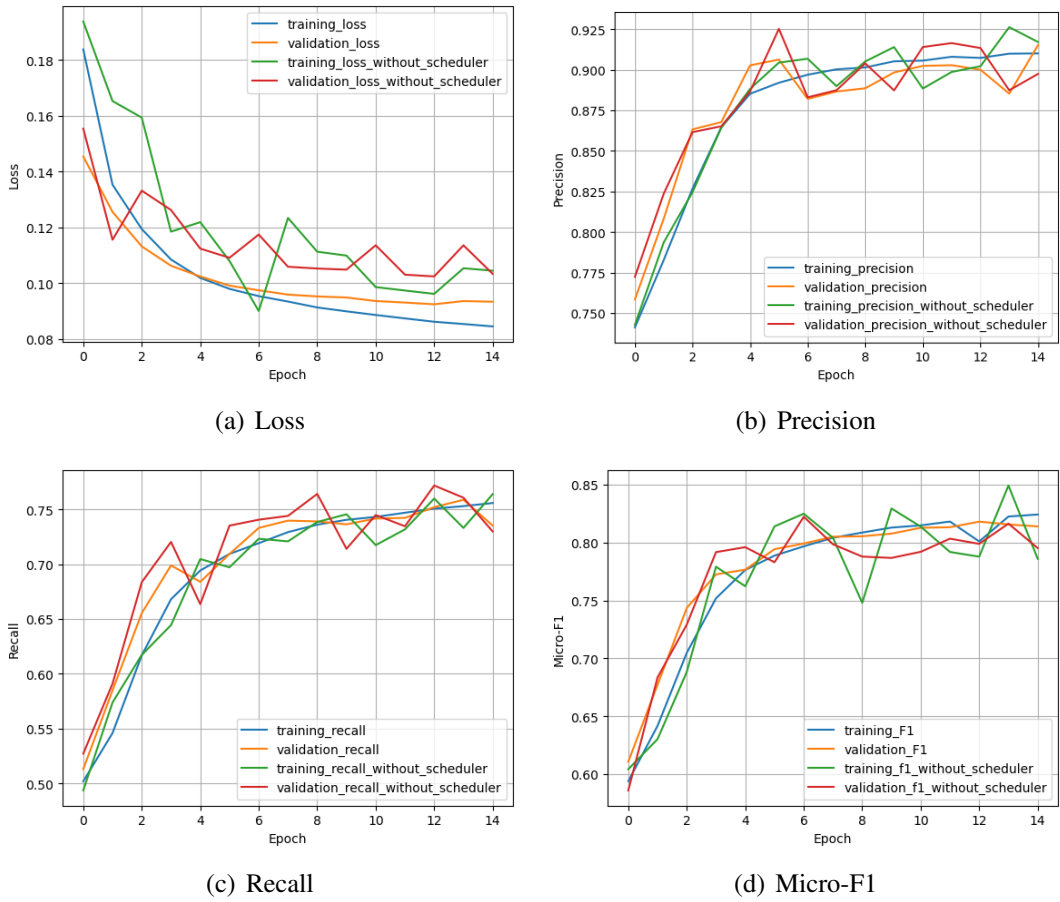 training_loss
validation_loss
training_loss_without_scheduler
validation_loss_without_scheduler
0.18
0.16
0.14
0.12
0.10
0.08
Loss
0 2 4 6 8 10 12 14
Epoch
(a) Loss
0.925
0.900
0.875
0.850
0.825
0.800
0.775
0.750
Precision
training_precision
validation_precision
training_precision_without_scheduler
validation_precision_without_scheduler
0 2 4 6 8 10 12 14
Epoch
(b) Precision
0.75
0.70
0.65
0.60
0.55
0.50
Recall
training_recall
validation_recall
training_recall_without_scheduler
validation_recall_without_scheduler
0 2 4 6 8 10 12 14
Epoch
(c) Recall
0.85
0.80
0.75
0.70
0.65
0.60
Micro-F1
training_F1
validation_F1
training_f1_without_scheduler
validation_f1_without_scheduler
0 2 4 6 8 10 12 14
Epoch
(d) Micro-F1